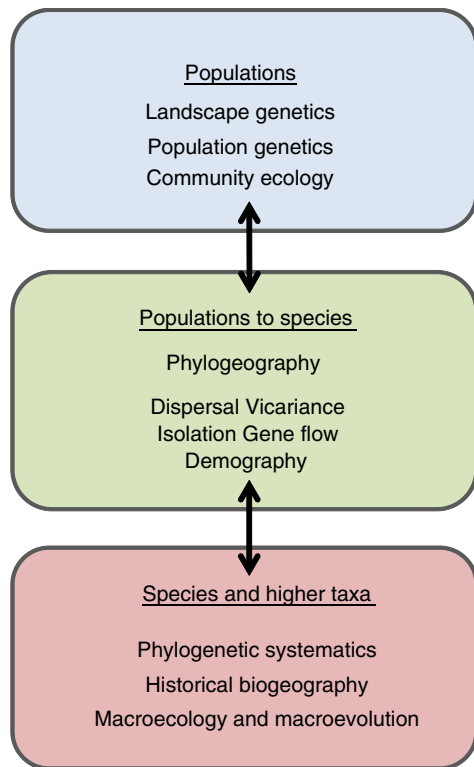 Populations
Landscape genetics
Population genetics
Community ecology
Populations to species
Phylogeography
Dispersal Vicariance
Isolation Gene flow
Demography
Species and higher taxa
Phylogenetic systematics
Historical biogeography
Macroecology and macroevolution